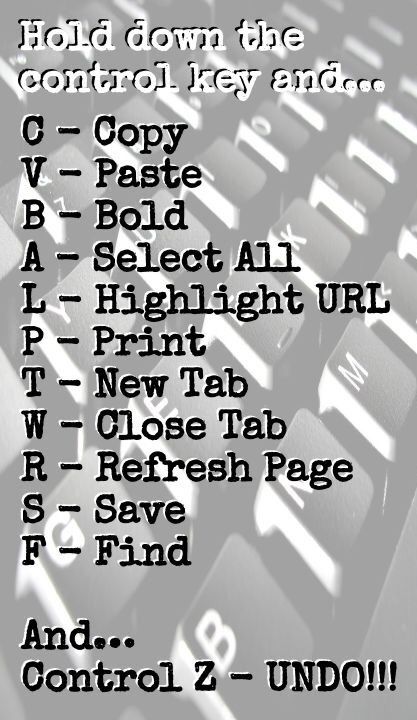 Hold down the
control key and...
C - Copy
V - Paste
B - Bold
A - Select All
L - Highlight URL
P - Print
T - New Tab
W - Close Tab
R - Refresh Page
S - Save
F - Find
And...
Control Z - UNDO!!!